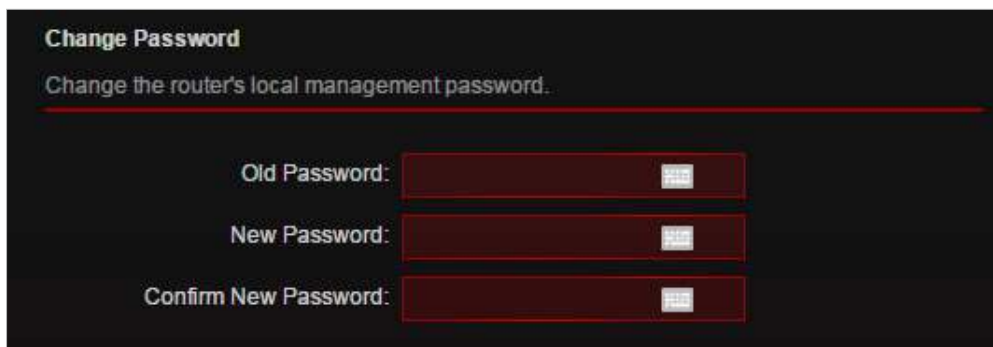 Change Password
Change the router's local management password.
Old Password:
New Password:
Confirm New Password: